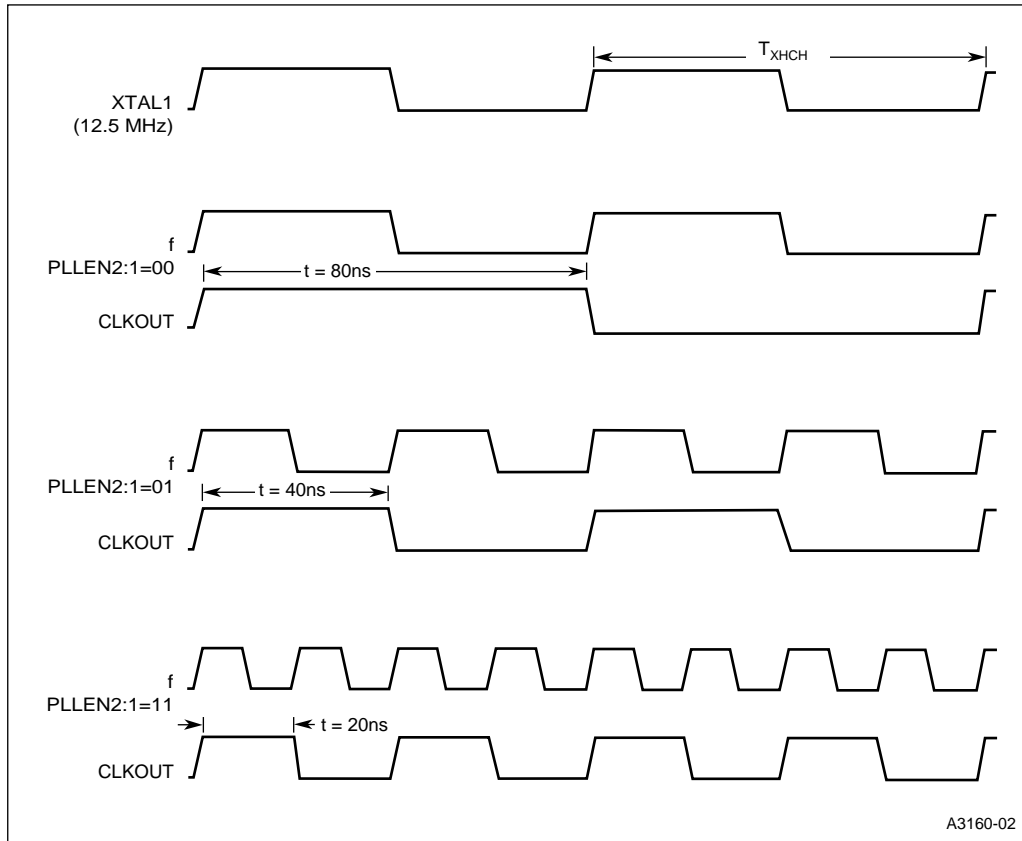 T_XHCH
XTAL1
(12.5 MHz)
f
PLLEN2:1=00
t = 80ns
CLKOUT
f
PLLEN2:1=01
t = 40ns
CLKOUT
f
PLLEN2:1=11
t = 20ns
CLKOUT
A3160-02